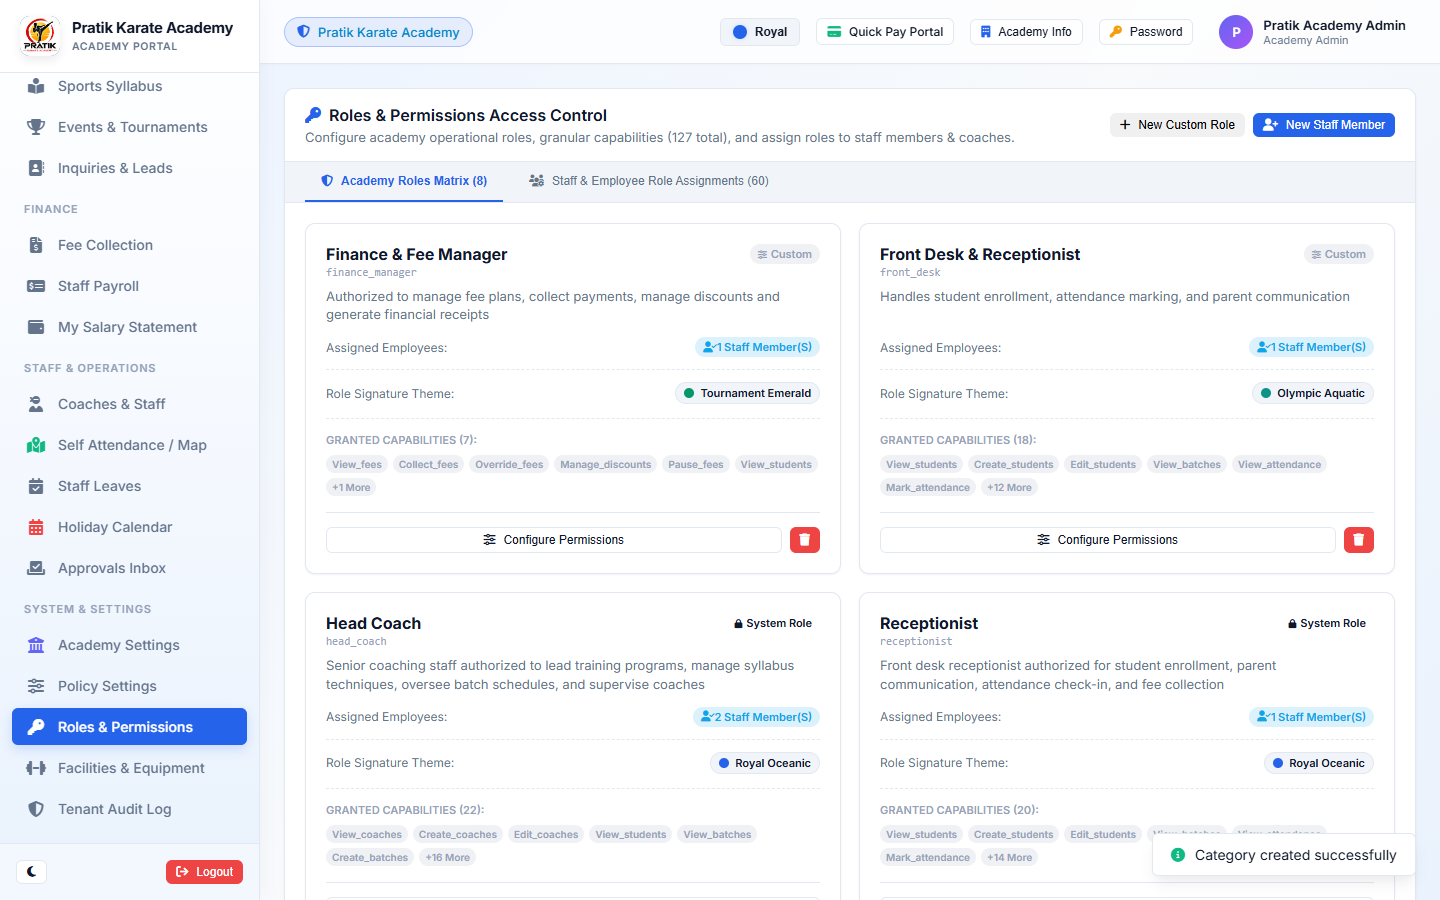 Pratik Karate Academy
ACADEMY PORTAL
PRATIK
Sports Syllabus
Events & Tournaments
Inquiries & Leads
FINANCE
Fee Collection
Staff Payroll
My Salary Statement
STAFF & OPERATIONS
Coaches & Staff
Self Attendance / Map
Staff Leaves
Holiday Calendar
Approvals Inbox
SYSTEM & SETTINGS
Academy Settings
Policy Settings
Roles & Permissions
Facilities & Equipment
Tenant Audit Log
Logout
Pratik Karate Academy
Royal
Quick Pay Portal
Academy Info
Password
P
Pratik Academy Admin
Academy Admin
Roles & Permissions Access Control
Configure academy operational roles, granular capabilities (127 total), and assign roles to staff members & coaches.
New Custom Role
New Staff Member
Academy Roles Matrix (8)
Staff & Employee Role Assignments (60)
Finance & Fee Manager
Custom
finance_manager
Authorized to manage fee plans, collect payments, manage discounts and
generate financial receipts
Assigned Employees:
1 Staff Member(S)
Role Signature Theme:
Tournament Emerald
GRANTED CAPABILITIES (7):
View_fees Collect_fees Override_fees Manage_discounts Pause_fees View_students
+1 More
Configure Permissions
Front Desk & Receptionist
Custom
front_desk
Handles student enrollment, attendance marking, and parent communication
Assigned Employees:
1 Staff Member(S)
Role Signature Theme:
Olympic Aquatic
GRANTED CAPABILITIES (18):
View_students Create_students Edit_students View_batches View_attendance
Mark_attendance +12 More
Configure Permissions
Head Coach
System Role
head_coach
Senior coaching staff authorized to lead training programs, manage syllabus
techniques, oversee batch schedules, and supervise coaches
Assigned Employees:
2 Staff Member(S)
Role Signature Theme:
Royal Oceanic
GRANTED CAPABILITIES (22):
View_coaches Create_coaches Edit_coaches View_students View_batches
Create_batches +16 More
Receptionist
System Role
receptionist
Front desk receptionist authorized for student enrollment, parent
communication, attendance check-in, and fee collection
Assigned Employees:
1 Staff Member(S)
Role Signature Theme:
Royal Oceanic
GRANTED CAPABILITIES (20):
View_students Create_students Edit_students
Mark_attendance +14 More
Category created successfully